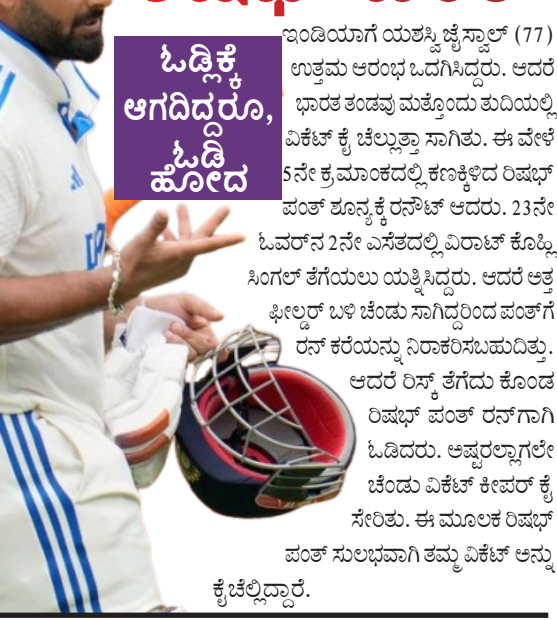 ಓಡ್ಲಿಕ್ಕೆ
ಆಗದಿದ್ದರೂ,
ಓಡಿ
ಹೋದ
ಇಂಡಿಯಾಗೆ ಯಶಸ್ವಿ ಜೈಸ್ವಾಲ್ (77)
ಉತ್ತಮ ಆರಂಭ ಒದಗಿಸಿದ್ದರು. ಆದರೆ
ಭಾರತ ತಂಡವು ಮತ್ತೊಂದು ತುದಿಯಲ್ಲಿ
ವಿಕೆಟ್ ಕೈ ಚೆಲ್ಲುತ್ತಾ ಸಾಗಿತು. ಈ ವೇಳೆ
5ನೇ ಕ್ರಮಾಂಕದಲ್ಲಿ ಕಣಕ್ಕಿಳಿದ ರಿಷಭ್
ಪಂತ್ ಶೂನ್ಯಕ್ಕೆ ರನೌಟ್ ಆದರು. 23ನೇ
ಓವರ್‌ನ 2ನೇ ಎಸೆತದಲ್ಲಿ ವಿರಾಟ್ ಕೊಹ್ಲಿ
ಸಿಂಗಲ್ ತೆಗೆಯಲು ಯತ್ನಿಸಿದ್ದರು. ಆದರೆ ಅತ್ತ
ಫೀಲ್ಡರ್ ಬಳಿ ಚೆಂಡು ಸಾಗಿದ್ದರಿಂದ ಪಂತ್‌ಗೆ
ರನ್ ಕರೆಯನ್ನು ನಿರಾಕರಿಸಬಹುದಿತ್ತು.
ಆದರೆ ರಿಸ್ಕ್ ತೆಗೆದು ಕೊಂಡ
ರಿಷಭ್ ಪಂತ್ ರನ್‌ಗಾಗಿ
ಓಡಿದರು. ಅಷ್ಟರಲ್ಲಾಗಲೇ
ಚೆಂಡು ವಿಕೆಟ್ ಕೀಪರ್ ಕೈ
ಸೇರಿತು. ಈ ಮೂಲಕ ರಿಷಭ್
ಪಂತ್ ಸುಲಭವಾಗಿ ತಮ್ಮ ವಿಕೆಟ್ ಅನ್ನು
ಕೈಚೆಲ್ಲಿದ್ದಾರೆ.